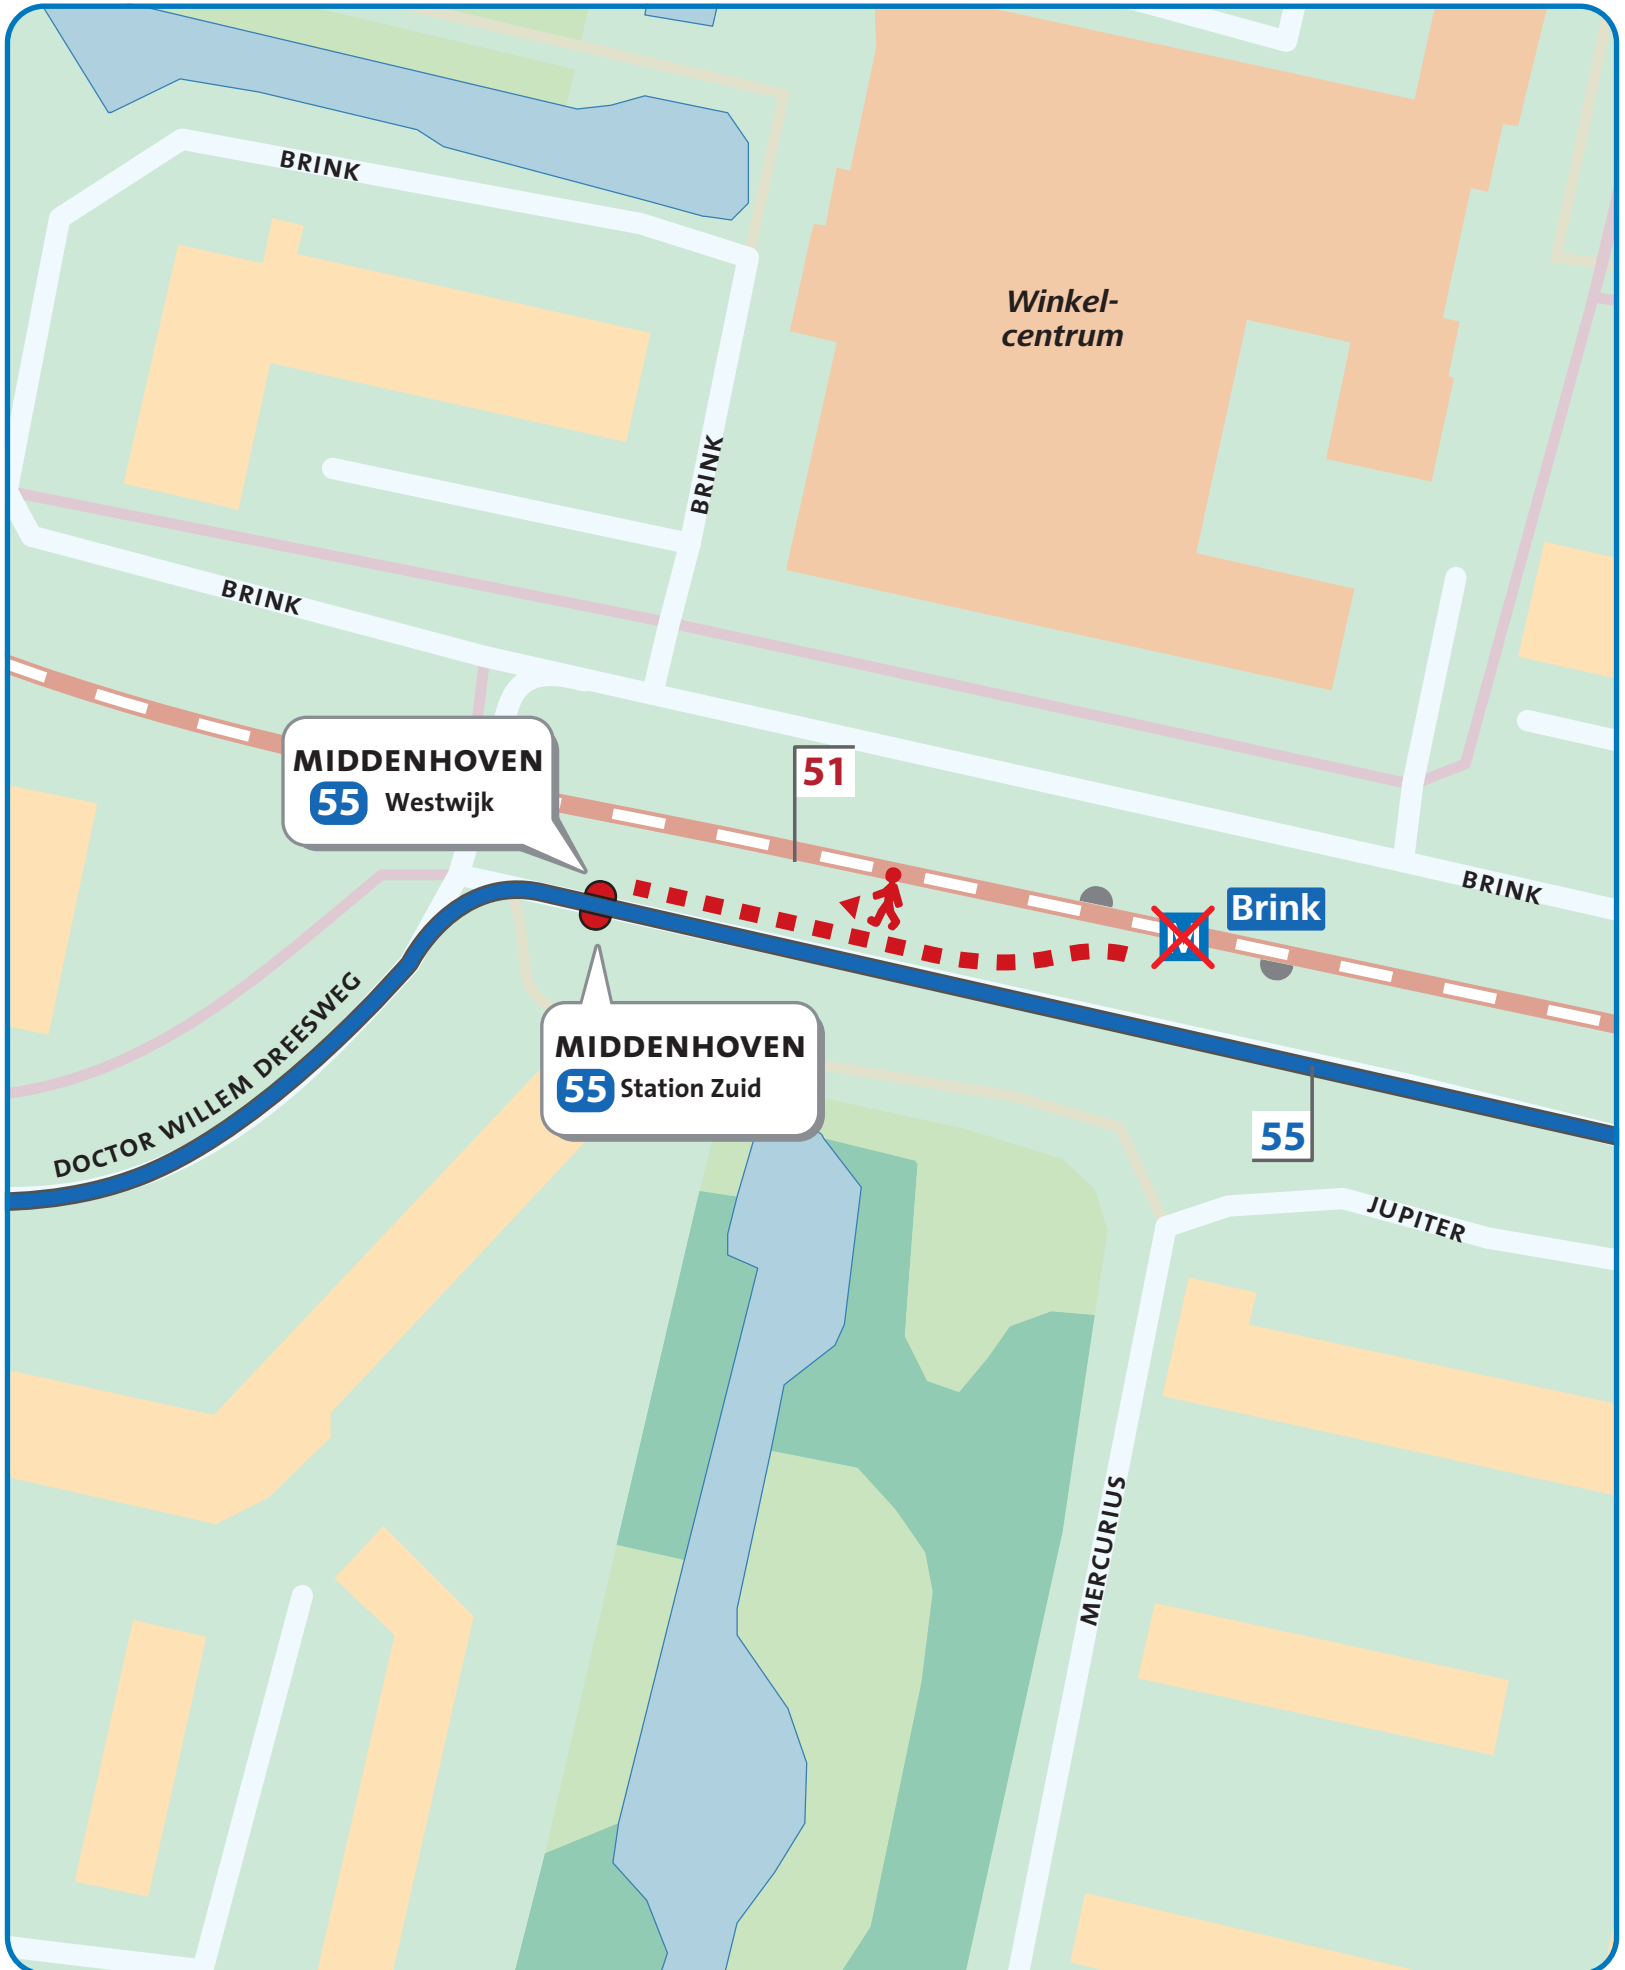 BRINK
Winkel-
centrum
BRINK
BRINK
MIDDENHOVEN
55 Westwijk
51
BRINK
M
Brink
DOCTOR WILLEM DREESWEG
MIDDENHOVEN
55 Station Zuid
55
JUPITER
MERCURIUS